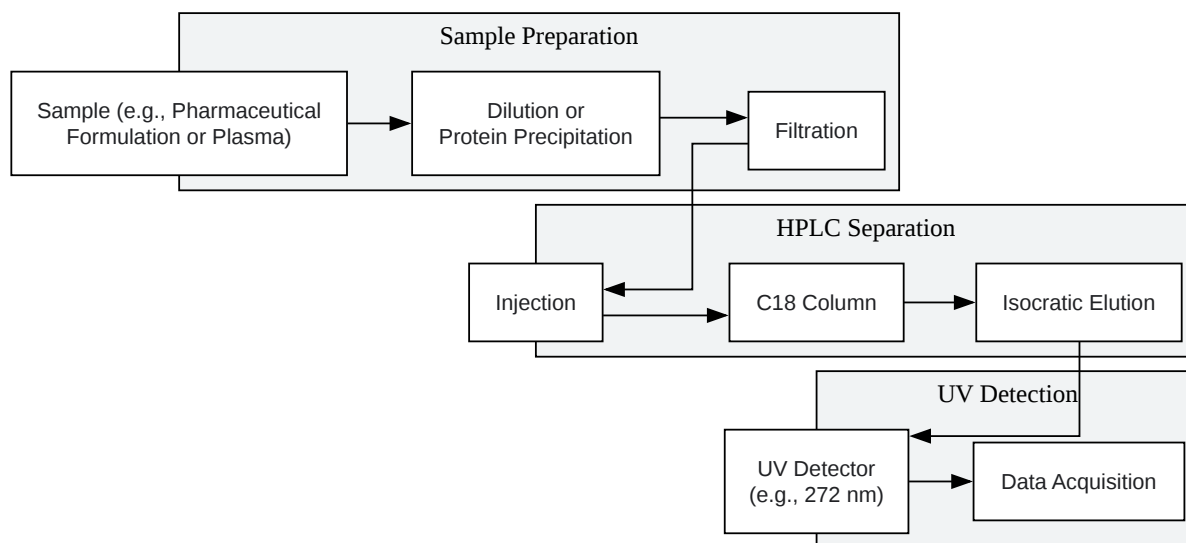 Sample Preparation
Sample (e.g., Pharmaceutical
Formulation or Plasma)
Dilution or
Protein Precipitation
Filtration
HPLC Separation
Injection
C18 Column
Isocratic Elution
UV Detection
UV Detector
(e.g., 272 nm)
Data Acquisition